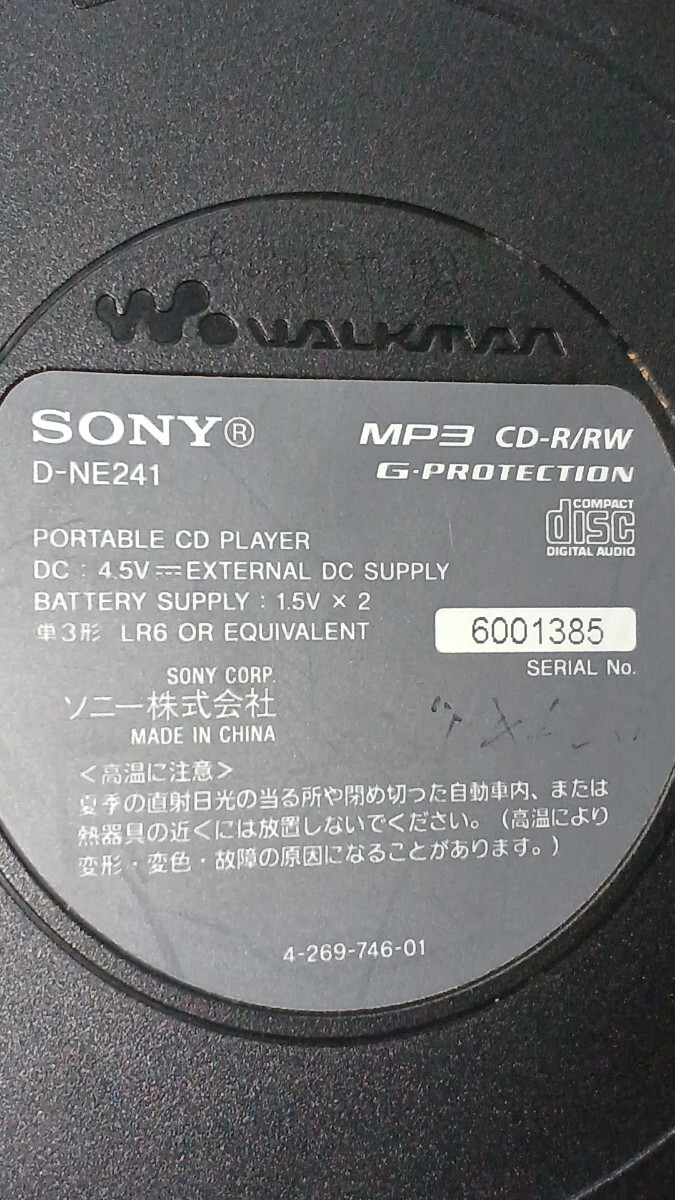 WALKMAN
SONY® MP3 CD-R/RW
D-NE241 G-PROTECTION
COMPACT
disc
DIGITAL AUDIO
PORTABLE CD PLAYER
DC : 4.5V ⎓ EXTERNAL DC SUPPLY
BATTERY SUPPLY : 1.5V × 2
単3形 LR6 OR EQUIVALENT
6001385
SERIAL No.
SONY CORP.
ソニー株式会社
MADE IN CHINA
<高温に注意>
夏季の直射日光の当る所や閉め切った自動車内、または
熱器具の近くには放置しないでください。(高温により
変形・変色・故障の原因になることがあります。)
4-269-746-01